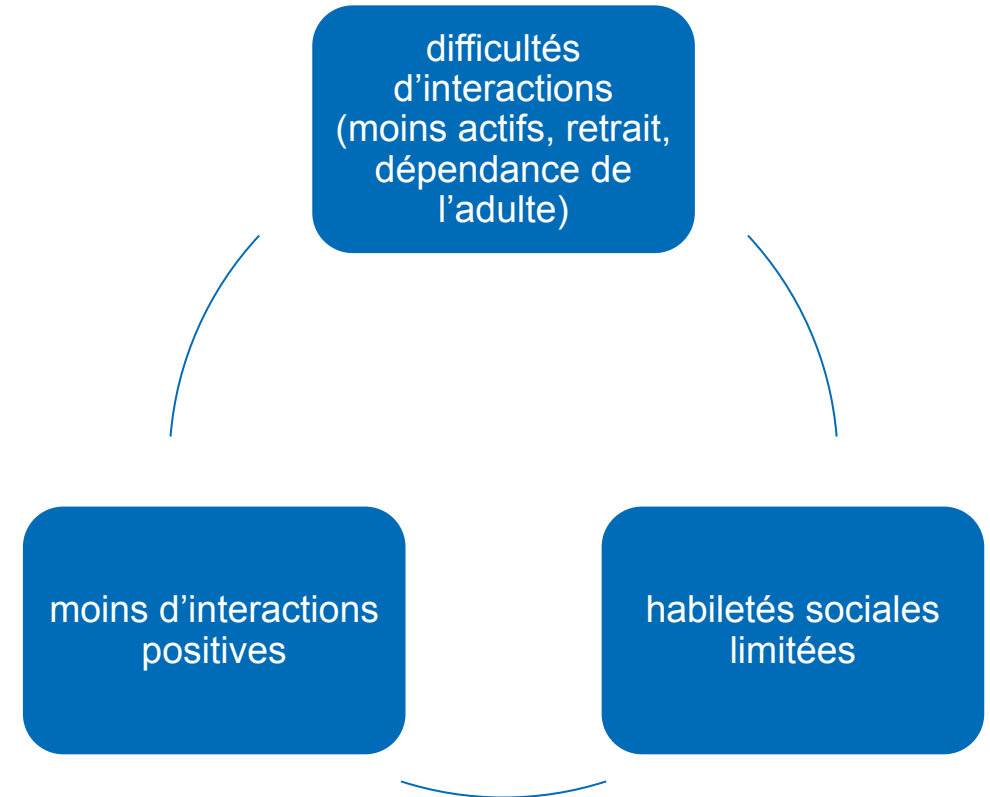 difficultés
d’interactions
(moins actifs, retrait,
dépendance de
l’adulte)
moins d’interactions
positives
habiletés sociales
limitées